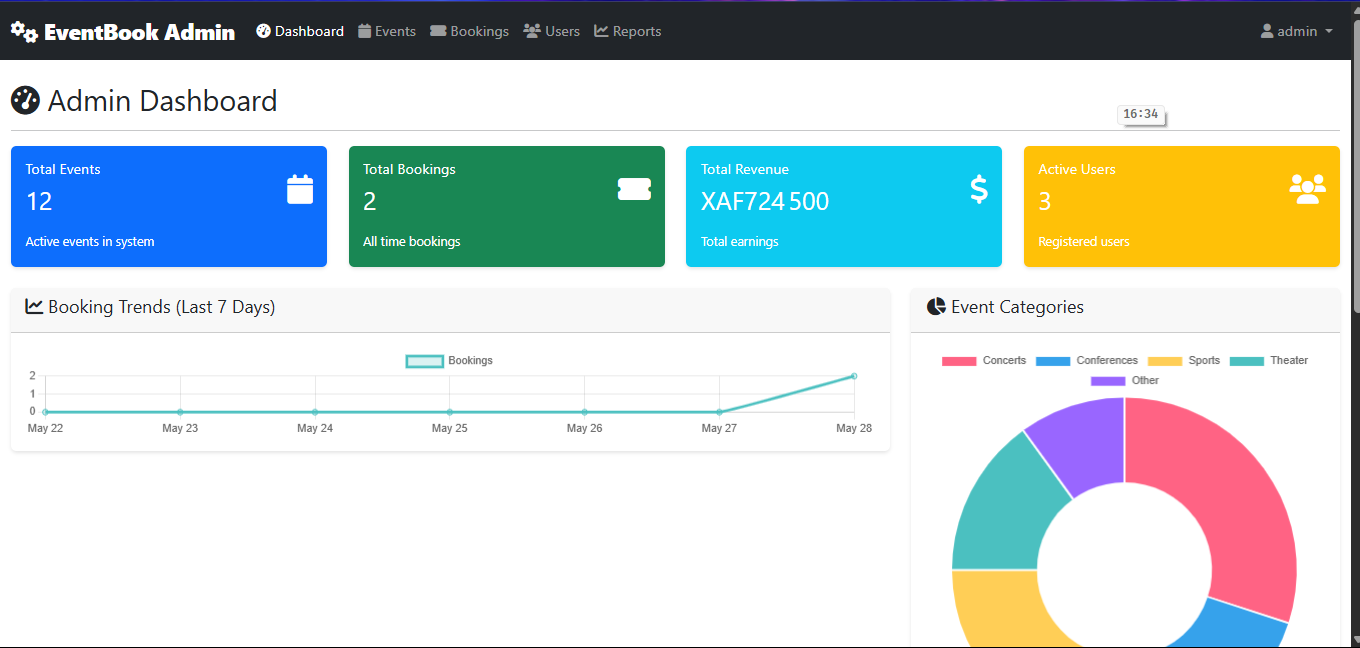 EventBook Admin Dashboard Events Bookings Users Reports admin
Admin Dashboard
16:34
Total Events
12
Active events in system
Total Bookings
2
All time bookings
Total Revenue
XAF724 500
Total earnings
Active Users
3
Registered users
Booking Trends (Last 7 Days)
Bookings
2
1
0
May 22 May 23 May 24 May 25 May 26 May 27 May 28
Event Categories
Concerts Conferences Sports Theater
Other